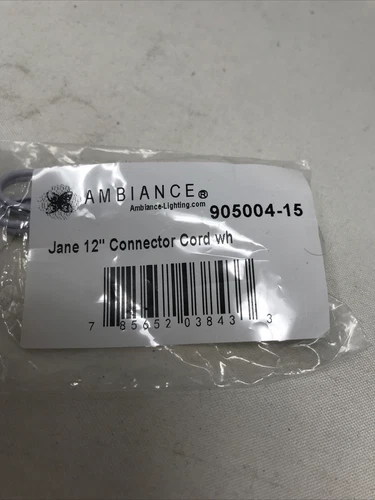 AMBIANCE®
Ambiance-Lighting.com 905004-15
Jane 12" Connector Cord wh
7 85652 03843 3